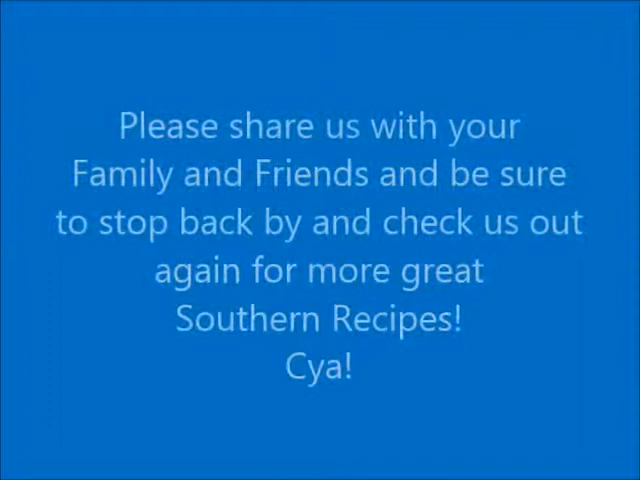 Please share us with your
Family and Friends and be sure
to stop back by and check us out
again for more great
Southern Recipes!
Cya!